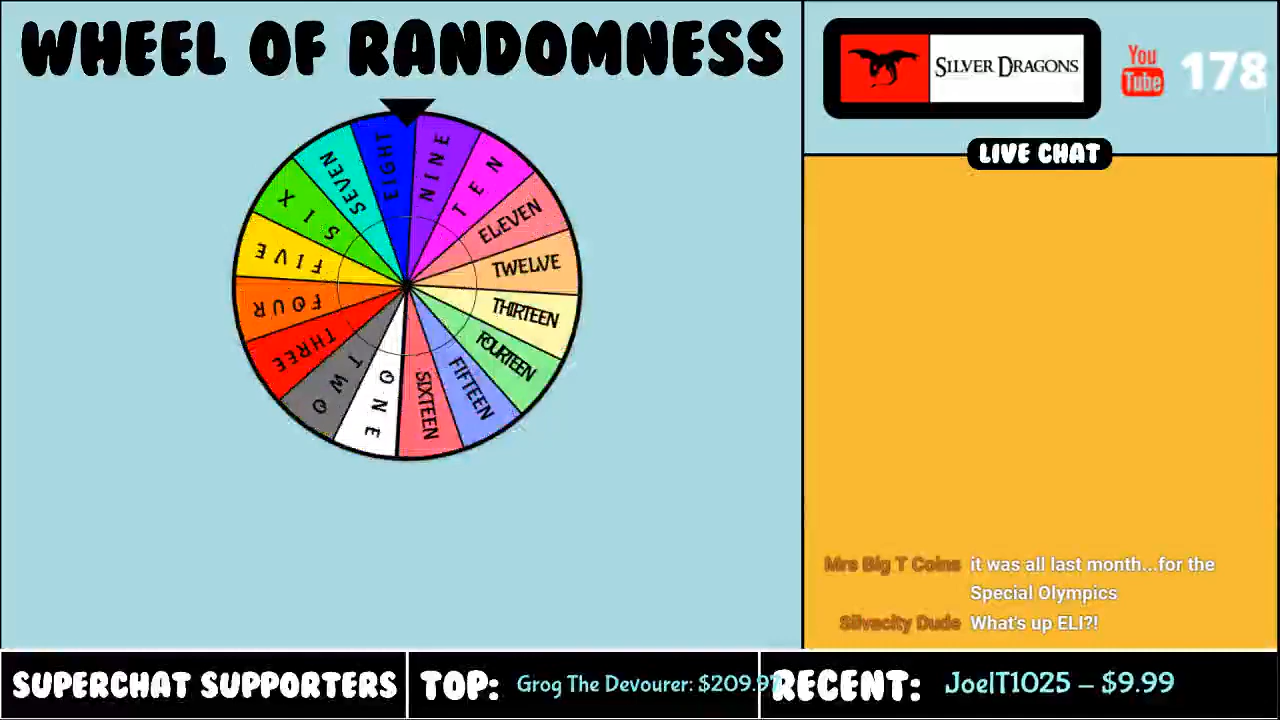 WHEEL OF RANDOMNESS
SILVER DRAGONS
You
Tube
178
LIVE CHAT
EIGHT
NINE
TEN
ELEVEN
TWELVE
THIRTEEN
FOURTEEN
FIFTEEN
SIXTEEN
ONE
TWO
THREE
FOUR
FIVE
SIX
SEVEN
Mrs Big T Coins it was all last month...for the
Special Olympics
Silvacity Dude What's up ELI?!
SUPERCHAT SUPPORTERS
TOP: Grog The Devourer: $209.97
RECENT: JoelT1025 – $9.99